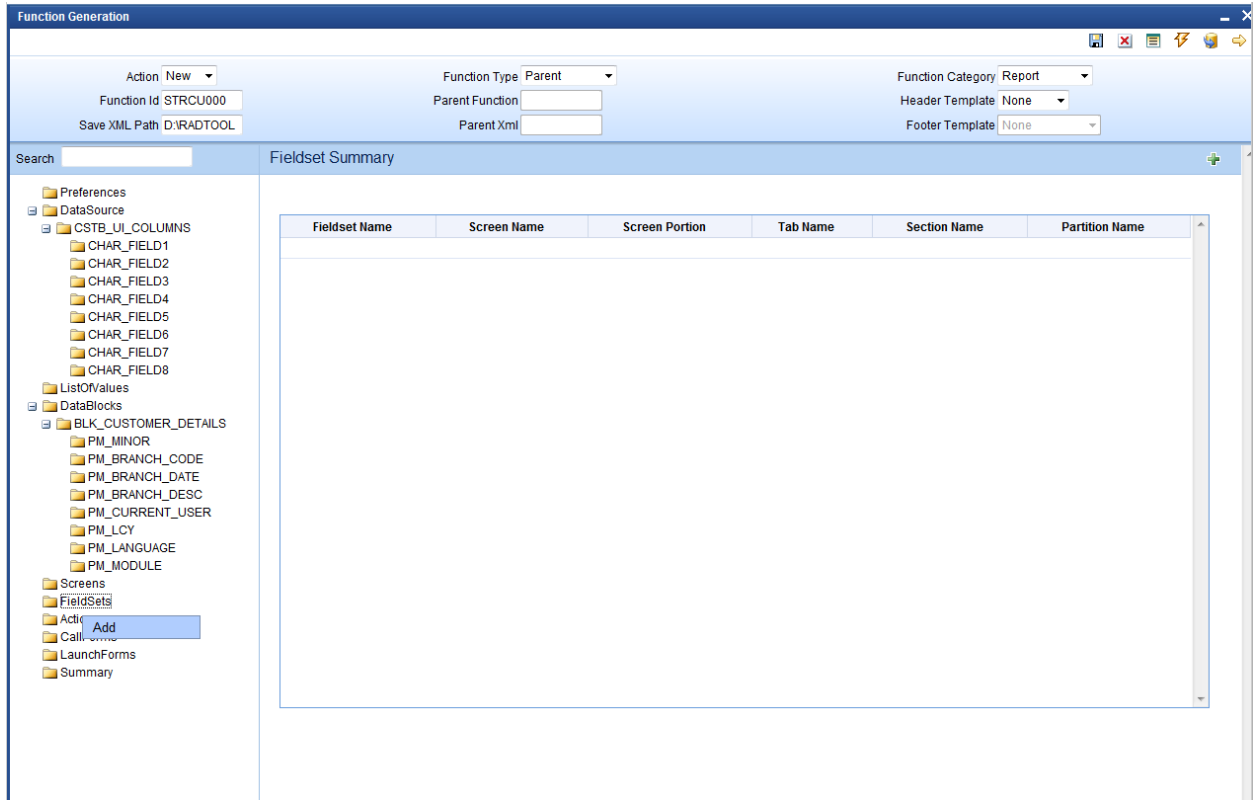 Function Generation
Action New Function Type Parent Function Category Report
Function Id STRCU000 Parent Function Header Template None
Save XML Path D:\RADTOOL Parent Xml Footer Template None
Search Fieldset Summary
Preferences
DataSource
CSTB_UI_COLUMNS
CHAR_FIELD1
CHAR_FIELD2
CHAR_FIELD3
CHAR_FIELD4
CHAR_FIELD5
CHAR_FIELD6
CHAR_FIELD7
CHAR_FIELD8
ListOfValues
DataBlocks
BLK_CUSTOMER_DETAILS
PM_MINOR
PM_BRANCH_CODE
PM_BRANCH_DATE
PM_BRANCH_DESC
PM_CURRENT_USER
PM_LCY
PM_LANGUAGE
PM_MODULE
Screens
FieldSets
Add
LaunchForms
Summary
Fieldset Name Screen Name Screen Portion Tab Name Section Name Partition Name